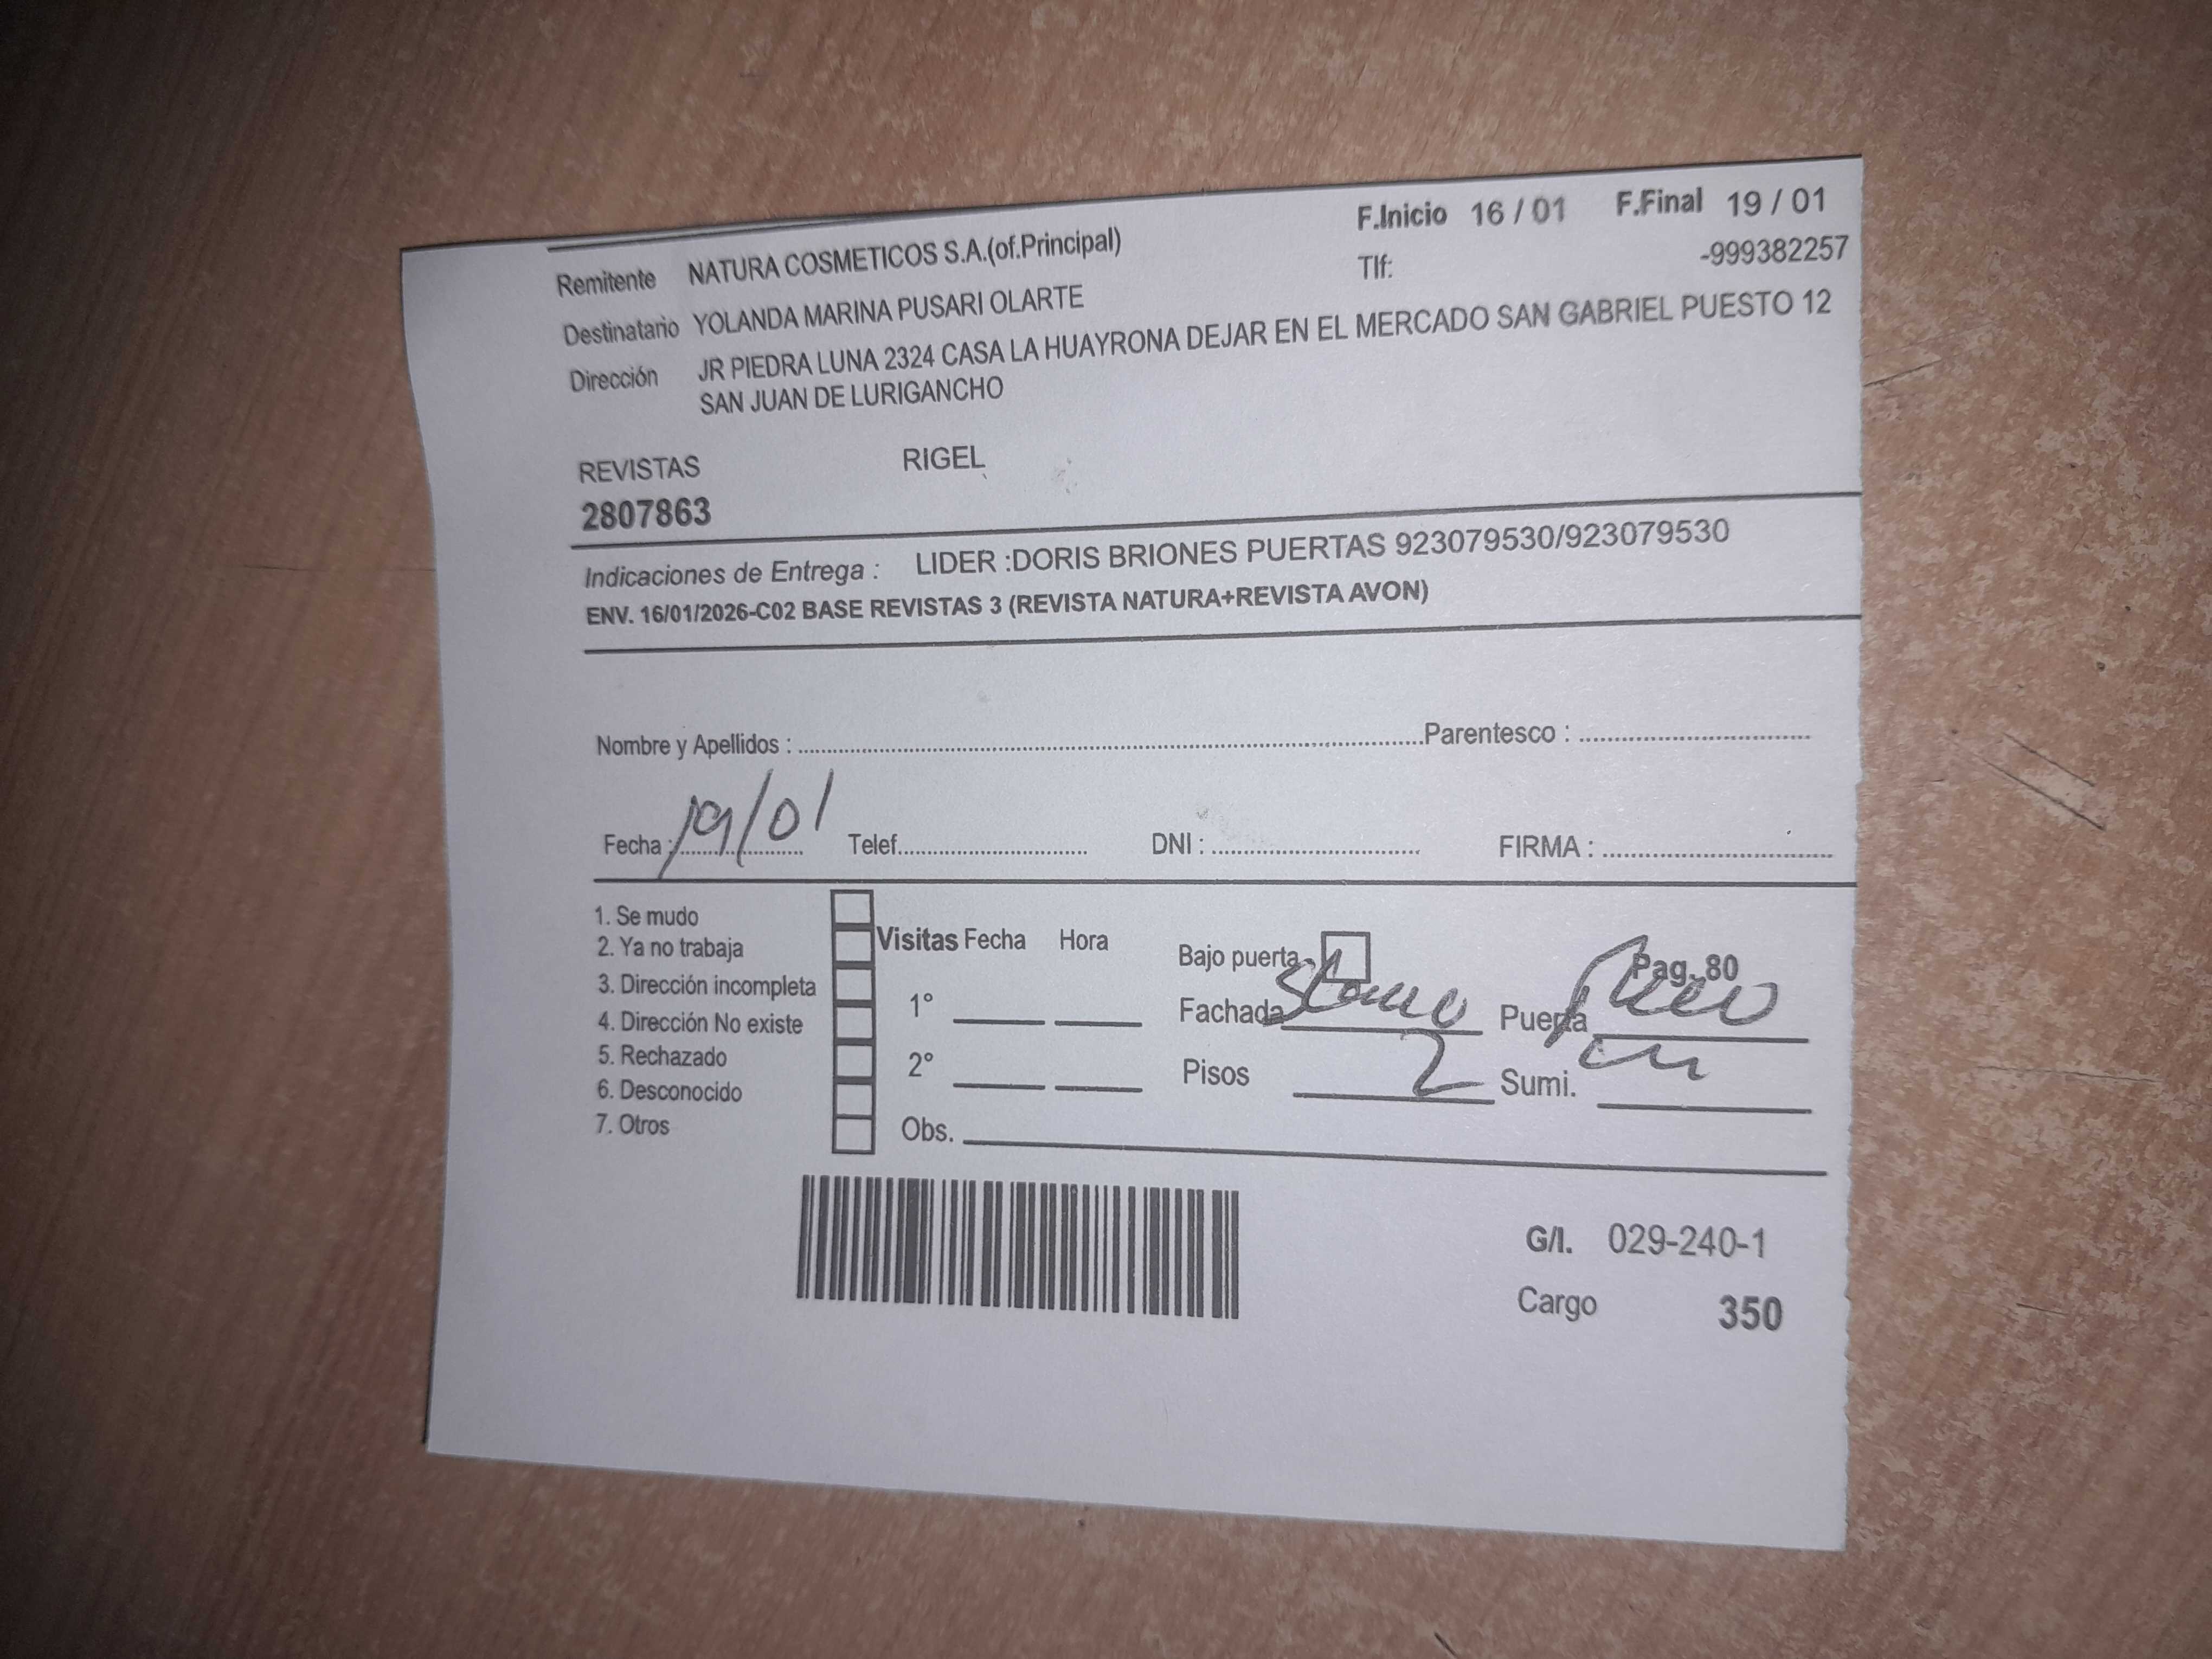 F.Inicio 16 / 01 F.Final 19 / 01
Remitente NATURA COSMETICOS S.A.(of.Principal) Tlf: -999382257
Destinatario YOLANDA MARINA PUSARI OLARTE
Dirección JR PIEDRA LUNA 2324 CASA LA HUAYRONA DEJAR EN EL MERCADO SAN GABRIEL PUESTO 12
SAN JUAN DE LURIGANCHO
REVISTAS RIGEL
2807863
Indicaciones de Entrega : LIDER :DORIS BRIONES PUERTAS 923079530/923079530
ENV. 16/01/2026-C02 BASE REVISTAS 3 (REVISTA NATURA+REVISTA AVON)
Nombre y Apellidos : Parentesco :
Fecha : 19/01 Telef. DNI : FIRMA :
1. Se mudo
2. Ya no trabaja
3. Dirección incompleta
4. Dirección No existe
5. Rechazado
6. Desconocido
7. Otros
Visitas Fecha Hora
1°
2°
Obs.
Bajo puerta Pag. 80
Fachada Puerta
Pisos 2 Sumi.
G/I. 029-240-1
Cargo 350